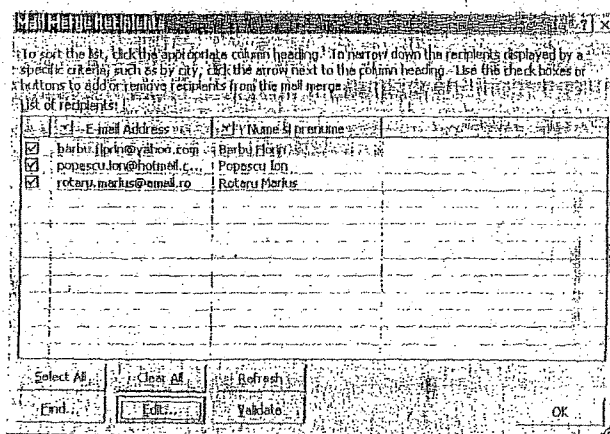 Mail Merge Recipients
To sort the list, click the appropriate column heading. To narrow down the recipients displayed by a
specific criteria, such as by city, click the arrow next to the column heading. Use the check boxes or
buttons to add or remove recipients from the mail merge.
List of recipients:
E-mail Address Nume si prenume
barbu.florin@yahoo.com Barbu Florin
popescu.ion@hotmail.c... Popescu Ion
rotaru.marius@email.ro Rotaru Marius
Select All Clear All Refresh
Find... Edit... Validate OK